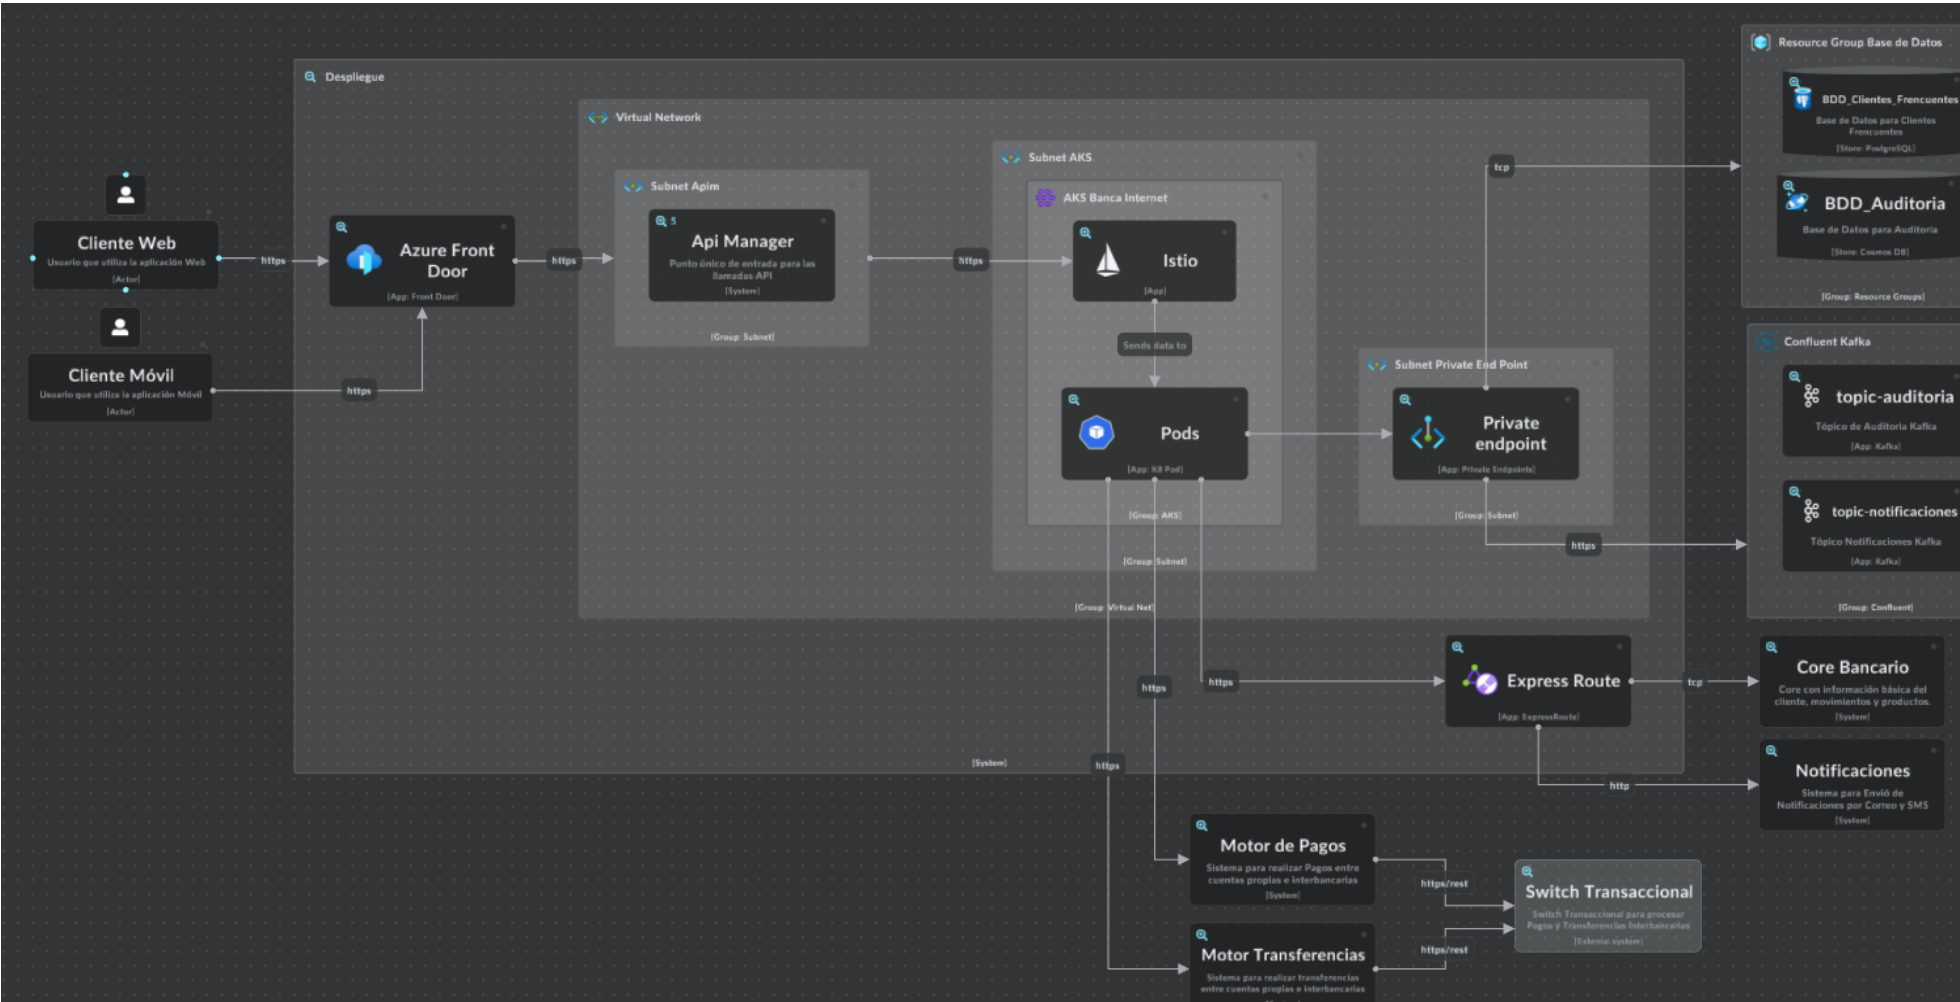 Despliegue
Virtual Network
Subnet Apim
5
Api Manager
Punto único de entrada para las
llamadas API
[System]
[Group: Subnet]
Subnet AKS
AKS Banca Internet
Istio
[App]
Sends data to
Pods
[App: K8 Pod]
[Group: AKS]
[Group: Subnet]
[Group: Virtual Net]
[System]
Cliente Web
Usuario que utiliza la aplicación Web
[Actor]
https
Cliente Móvil
Usuario que utiliza la aplicación Móvil
[Actor]
https
Azure Front
Door
[App: Front Door]
https
https
Subnet Private End Point
Private
endpoint
[App: Private Endpoints]
[Group: Subnet]
tcp
https
Resource Group Base de Datos
BDD_Clientes_Frencuentes
Base de Datos para Clientes
Frencuentes
[Store: PostgreSQL]
BDD_Auditoria
Base de Datos para Auditoria
[Store: Cosmos DB]
[Group: Resource Groups]
Confluent Kafka
topic-auditoria
Tópico de Auditoria Kafka
[App: Kafka]
topic-notificaciones
Tópico Notificaciones Kafka
[App: Kafka]
[Group: Confluent]
https
https
https
Express Route
[App: ExpressRoute]
tcp
http
Core Bancario
Core con información básica del
cliente, movimientos y productos.
[System]
Notificaciones
Sistema para Envió de
Notificaciones por Correo y SMS
[System]
Motor de Pagos
Sistema para realizar Pagos entre
cuentas propias e interbancarias
[System]
https/rest
Motor Transferencias
Sistema para realizar transferencias
entre cuentas propias e interbancarias
https/rest
Switch Transaccional
Switch Transaccional para procesar
Pagos y Transferencias Interbancarias
[External system]